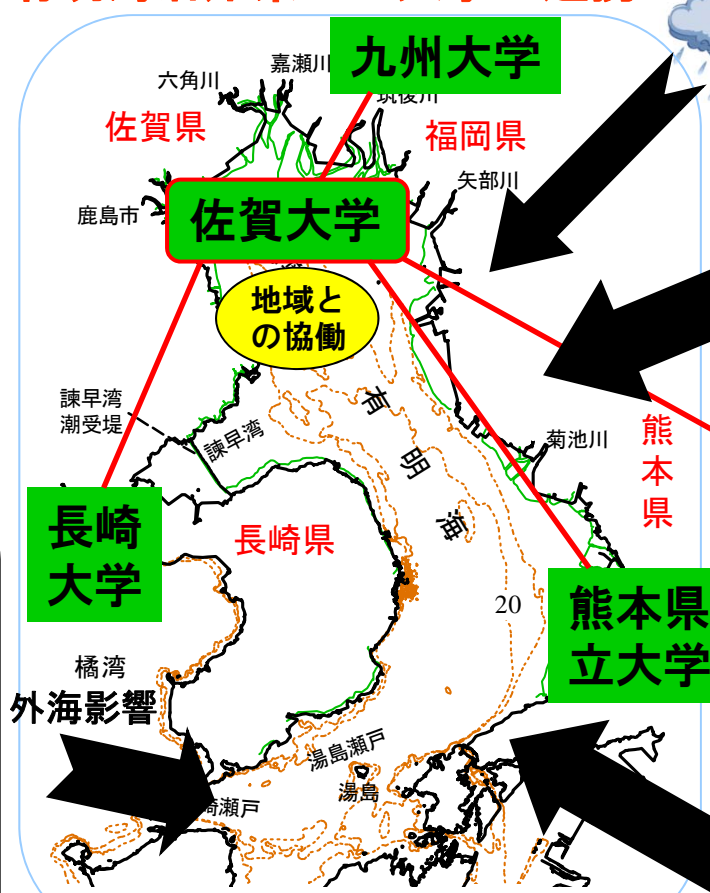 嘉瀬川
九州大学
六角川
筑後川
佐賀県
福岡県
矢部川
鹿島市
佐賀大学
地域と
の協働
諫早湾
潮受堤
諫早湾
有明海
菊池川
熊本県
長崎
大学
長崎県
20
熊本県
立大学
橘湾
外海影響
湯島瀬戸
湯島
崎瀬戸